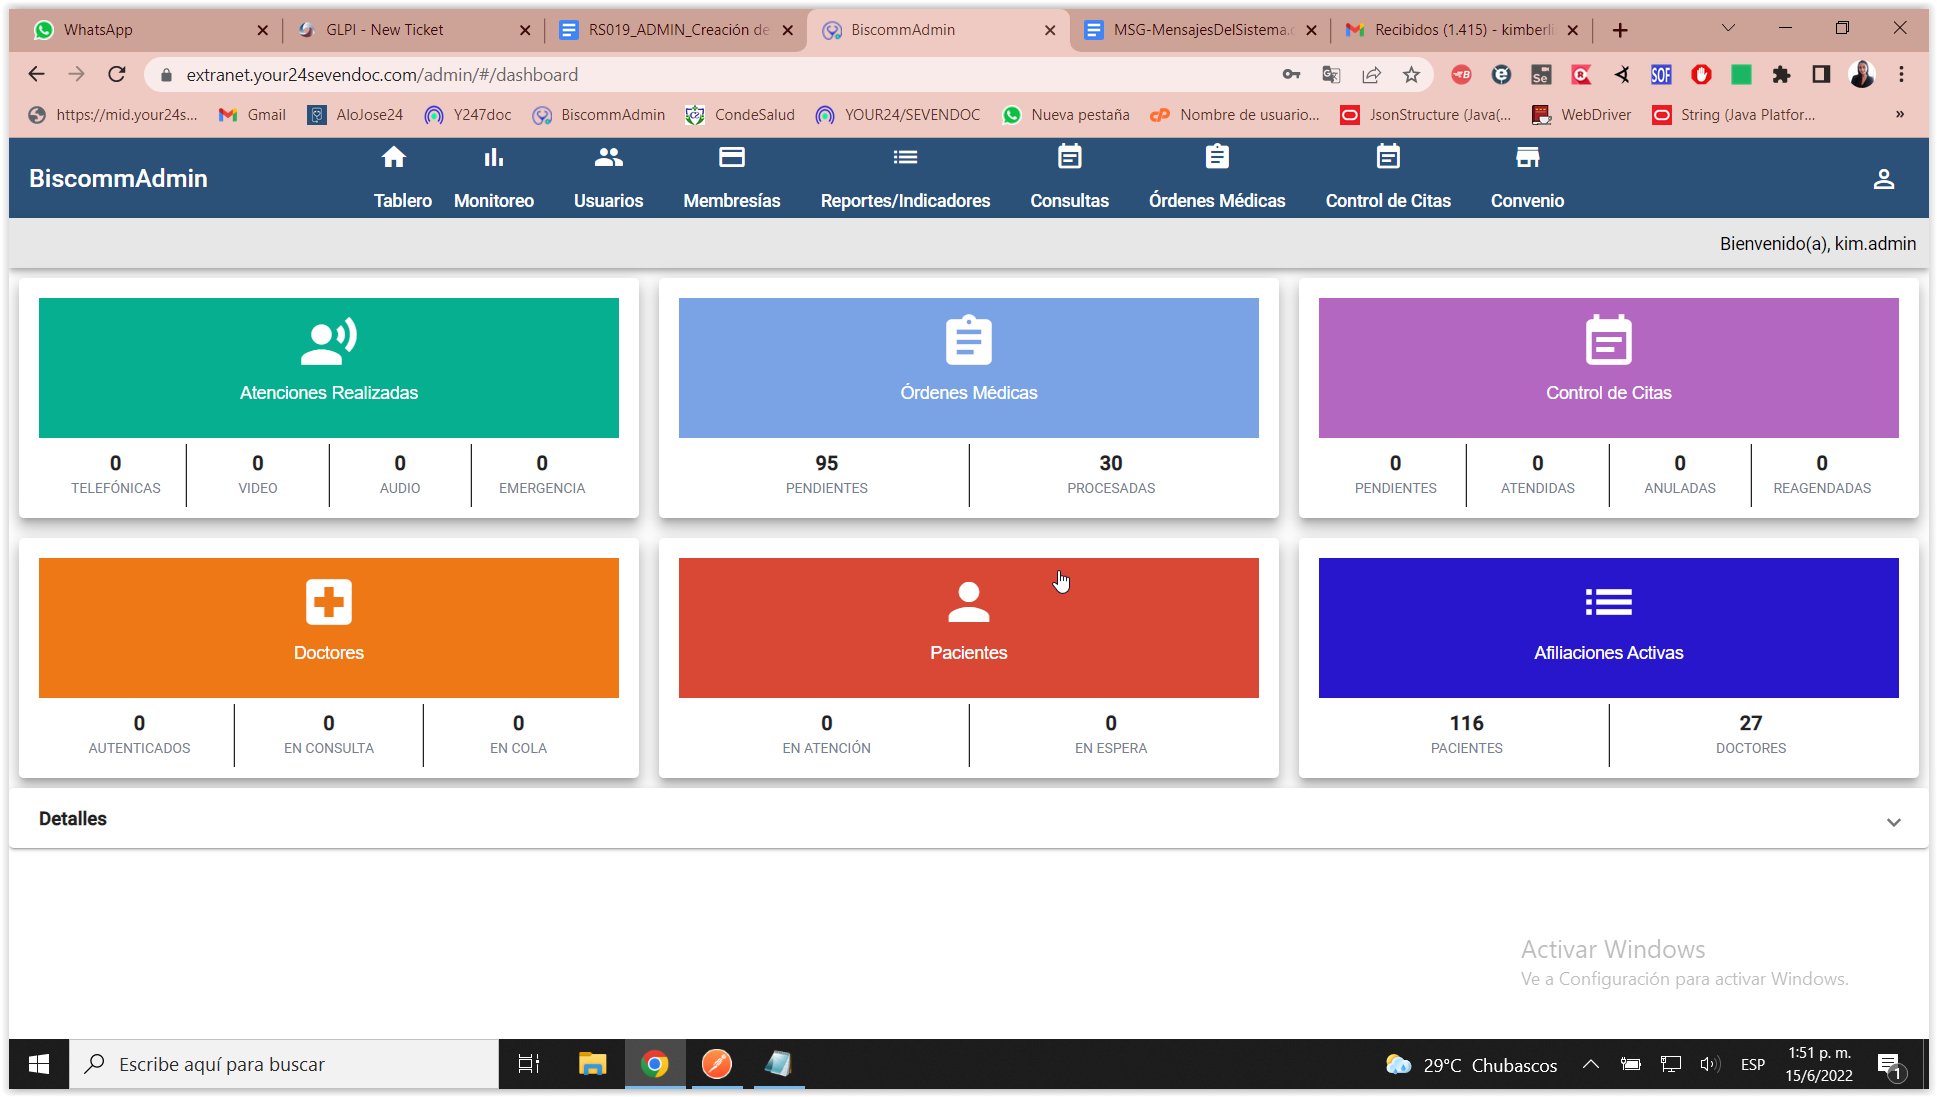 WhatsApp
GLPI - New Ticket
RS019_ADMIN_Creación de
BiscommAdmin
MSG-MensajesDelSistema.
Recibidos (1.415) - kimberli
extranet.your24sevendoc.com/admin/#/dashboard
https://mid.your24s...
Gmail
AloJose24
Y247doc
BiscommAdmin
CondeSalud
YOUR24/SEVENDOC
Nueva pestaña
Nombre de usuario...
JsonStructure (Java(...
WebDriver
String (Java Platfor...
»
BiscommAdmin
Tablero
Monitoreo
Usuarios
Membresías
Reportes/Indicadores
Consultas
Órdenes Médicas
Control de Citas
Convenio
Bienvenido(a), kim.admin
Atenciones Realizadas
0
TELEFÓNICAS
0
VIDEO
0
AUDIO
0
EMERGENCIA
Órdenes Médicas
95
PENDIENTES
30
PROCESADAS
Control de Citas
0
PENDIENTES
0
ATENDIDAS
0
ANULADAS
0
REAGENDADAS
Doctores
0
AUTENTICADOS
0
EN CONSULTA
0
EN COLA
Pacientes
0
EN ATENCIÓN
0
EN ESPERA
Afiliaciones Activas
116
PACIENTES
27
DOCTORES
Detalles
Activar Windows
Ve a Configuración para activar Windows.
Escribe aquí para buscar
29°C Chubascos
ESP
1:51 p. m.
15/6/2022
1